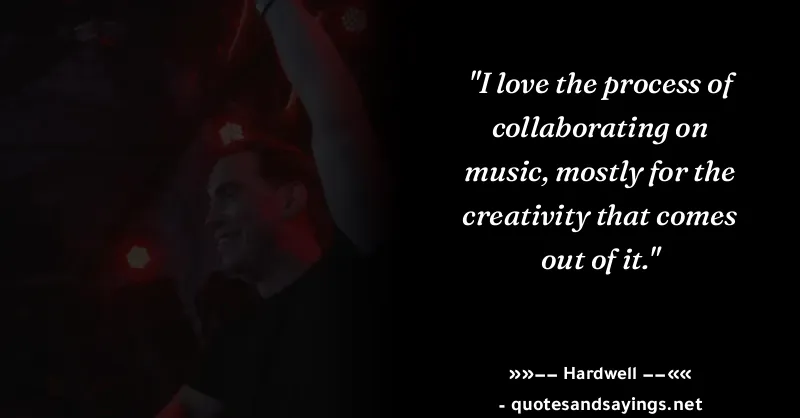 "I love the process of
collaborating on
music, mostly for the
creativity that comes
out of it."
»»–– Hardwell ––««
- quotesandsayings.net